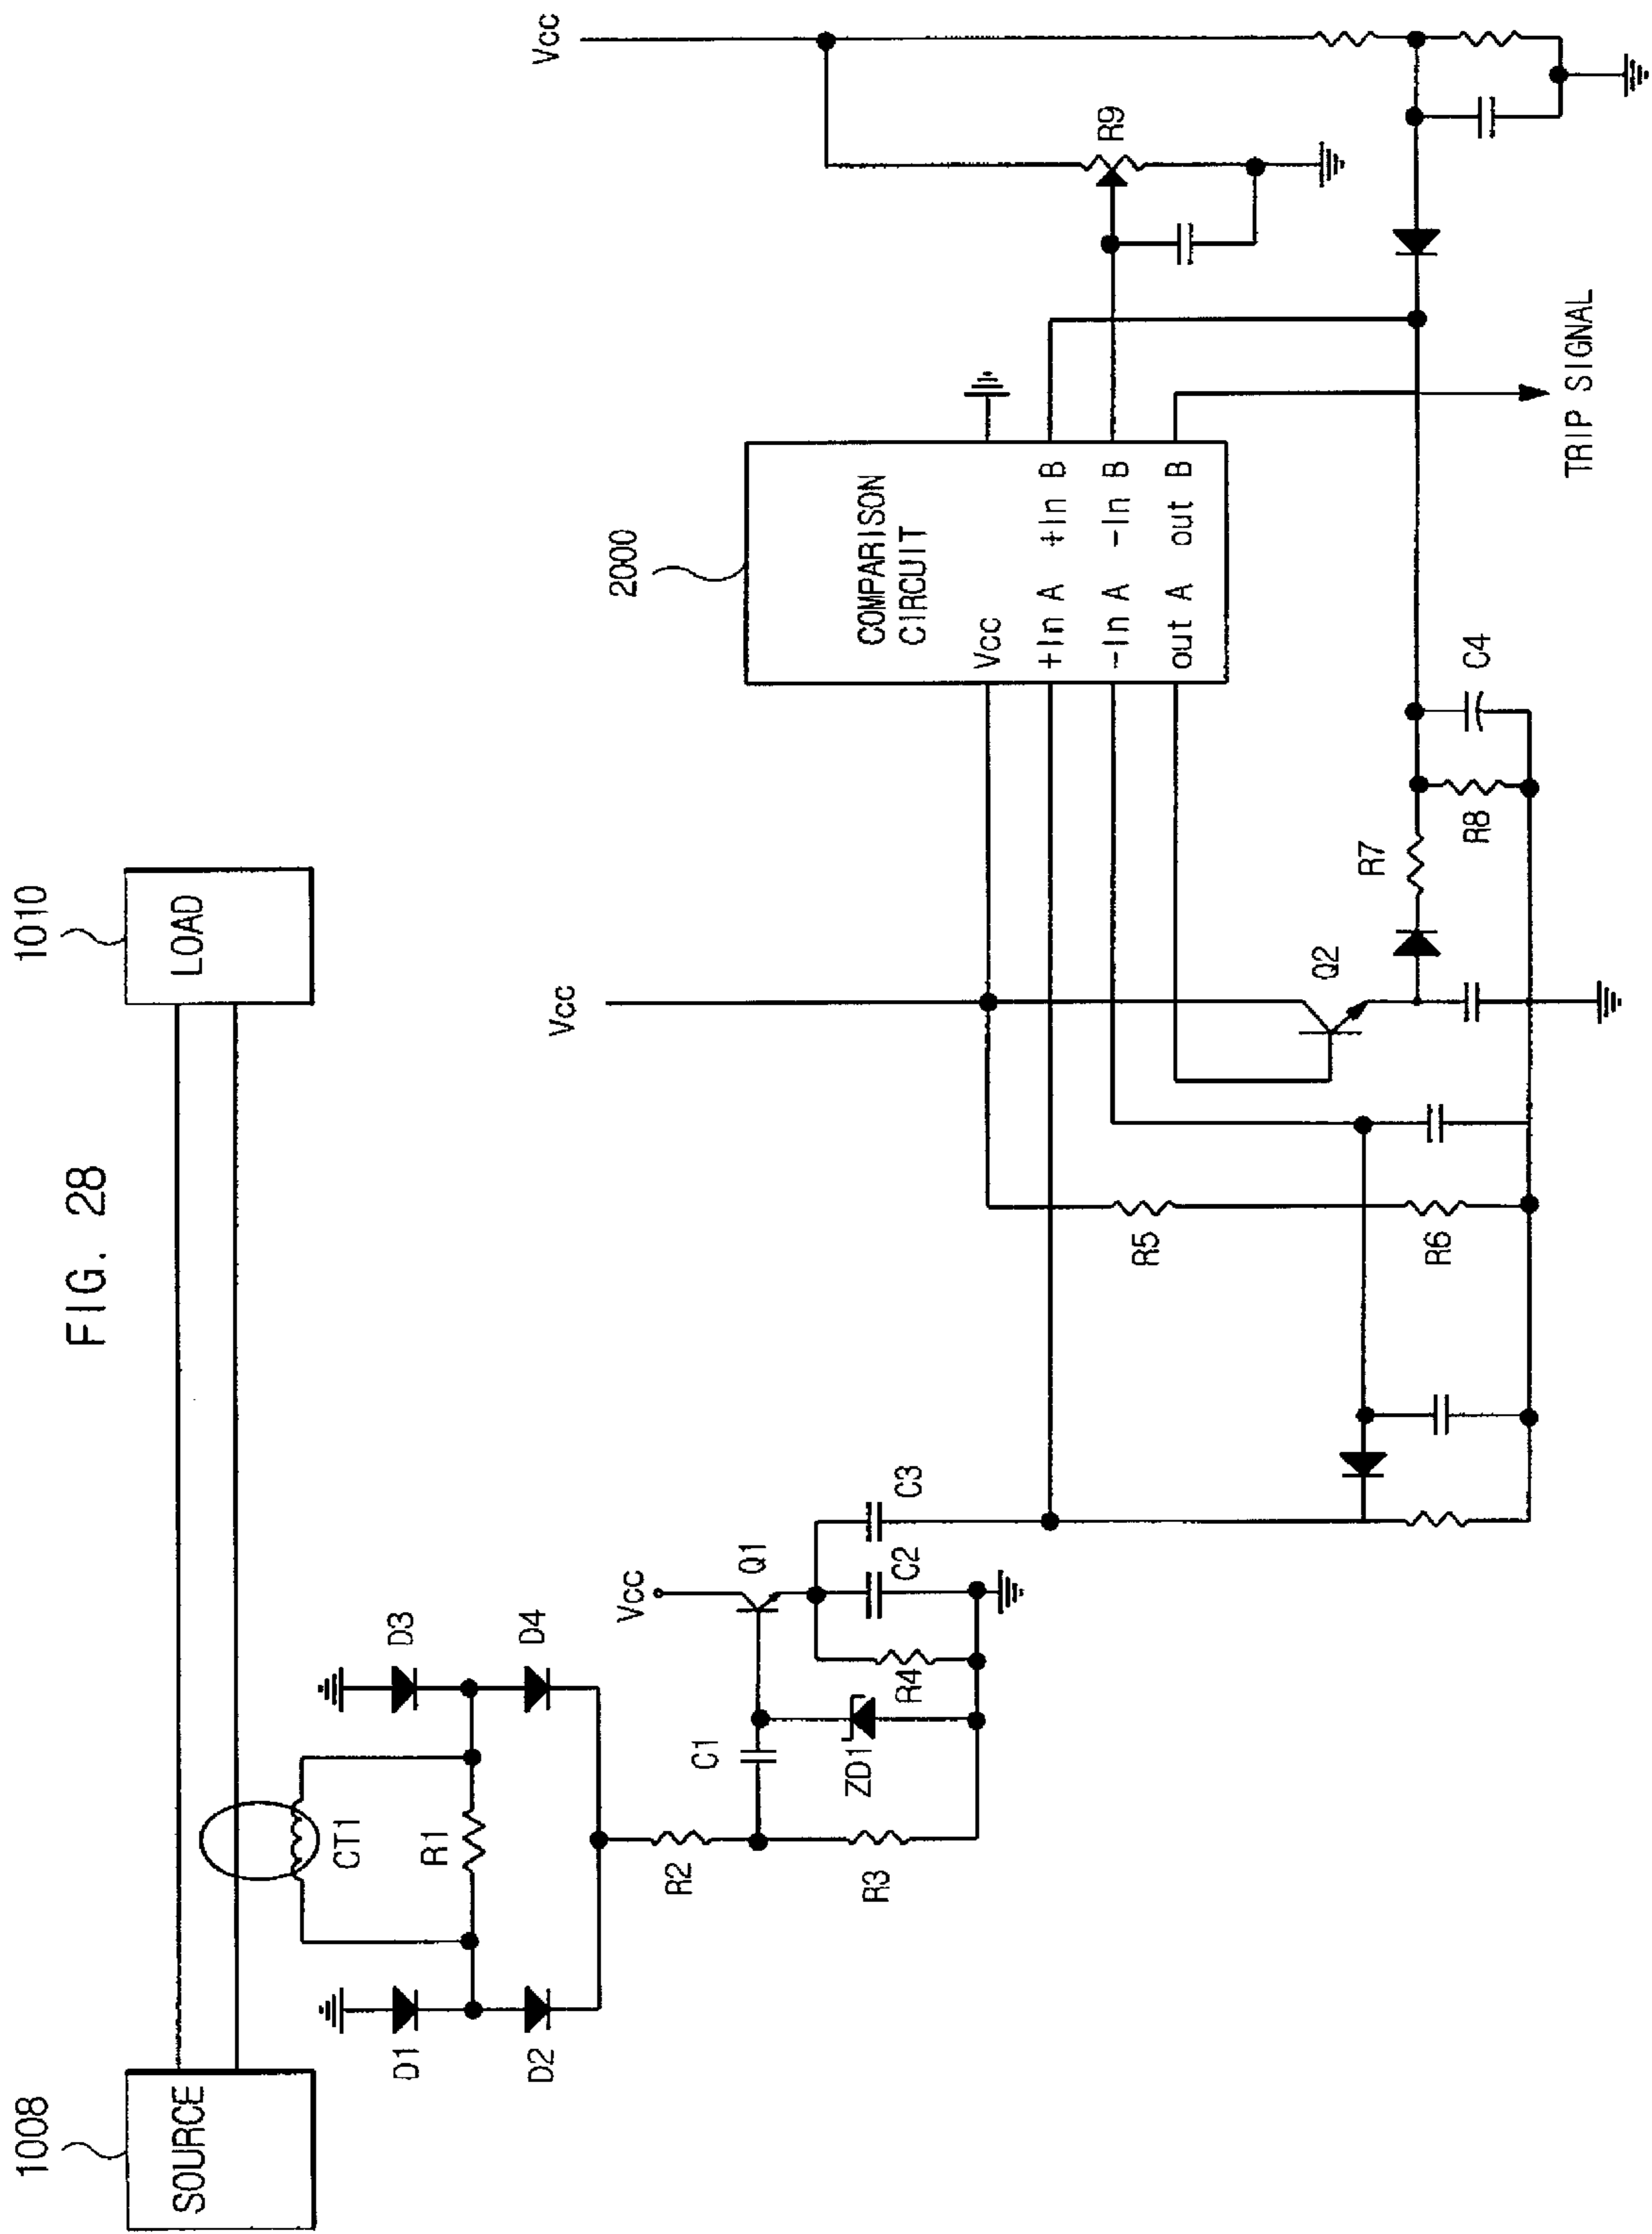 FIG. 28
1008
SOURCE
1010
LOAD
CT1
R1
D1
D2
D3
D4
R2
R3
C1
ZD1
R4
C2
C3
Vcc
Q1
Vcc
R5
R6
Q2
R7
R8
C4
2000
COMPARISON
CIRCUIT
Vcc
+In A +In B
-In A -In B
out A out B
Vcc
R9
TRIP SIGNAL